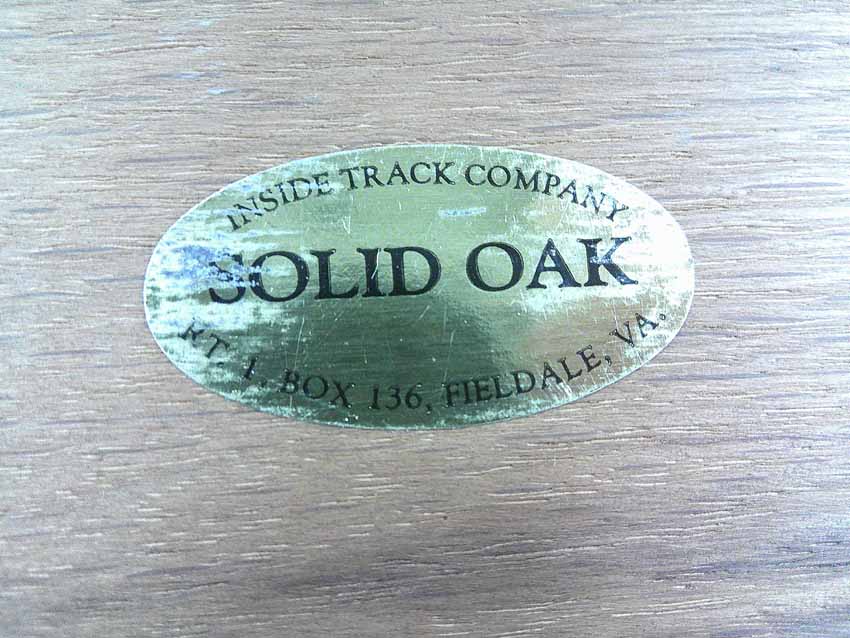 INSIDE TRACK COMPANY
SOLID OAK
RT. 1, BOX 136, FIELDALE, VA.